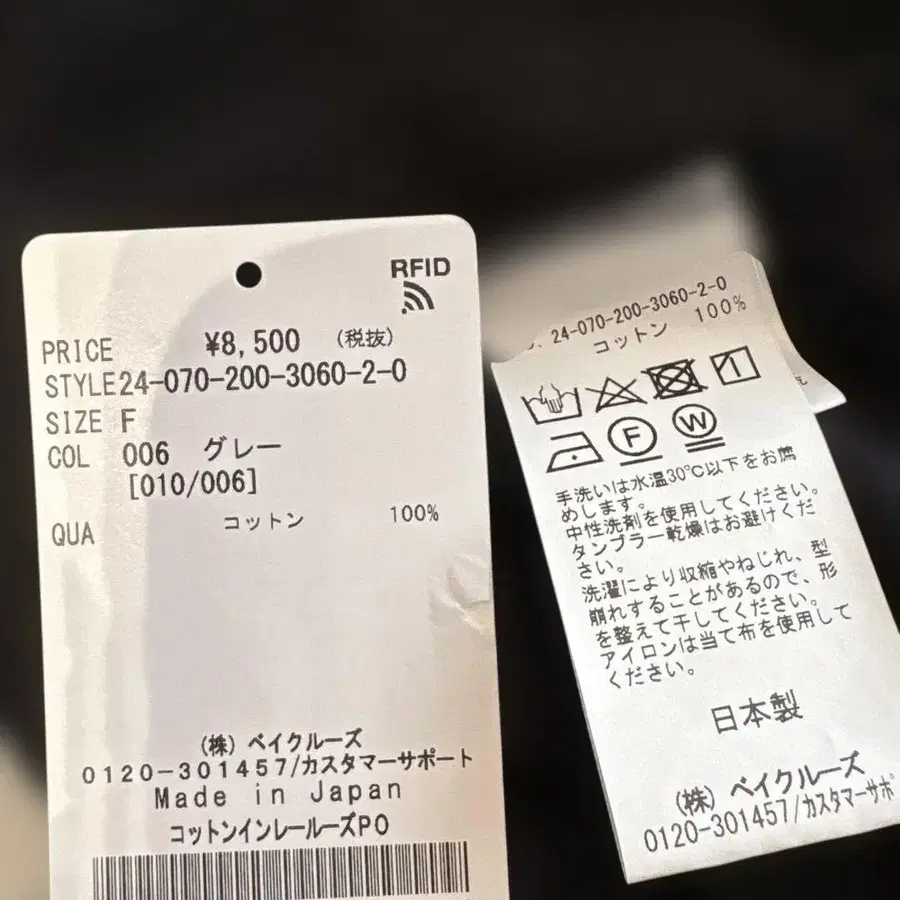 RFID
PRICE ¥8,500 (税抜)
STYLE24-070-200-3060-2-0
SIZE F
COL 006 グレー
[010/006]
QUA コットン 100%
(株) ベイクルーズ
0120-301457/カスタマーサポート
Made in Japan
コットンインレールーズPO
24-070-200-3060-2-0
コットン 100%
F W
手洗いは水温30℃以下をお薦
めします。
中性洗剤を使用してください。
タンブラー乾燥はお避けくだ
さい。
洗濯により収縮やねじれ、型
崩れすることがあるので、形
を整えて干してください。
アイロンは当て布を使用して
ください。
日本製
(株) ベイクルーズ
0120-301457/カスタマーサポ